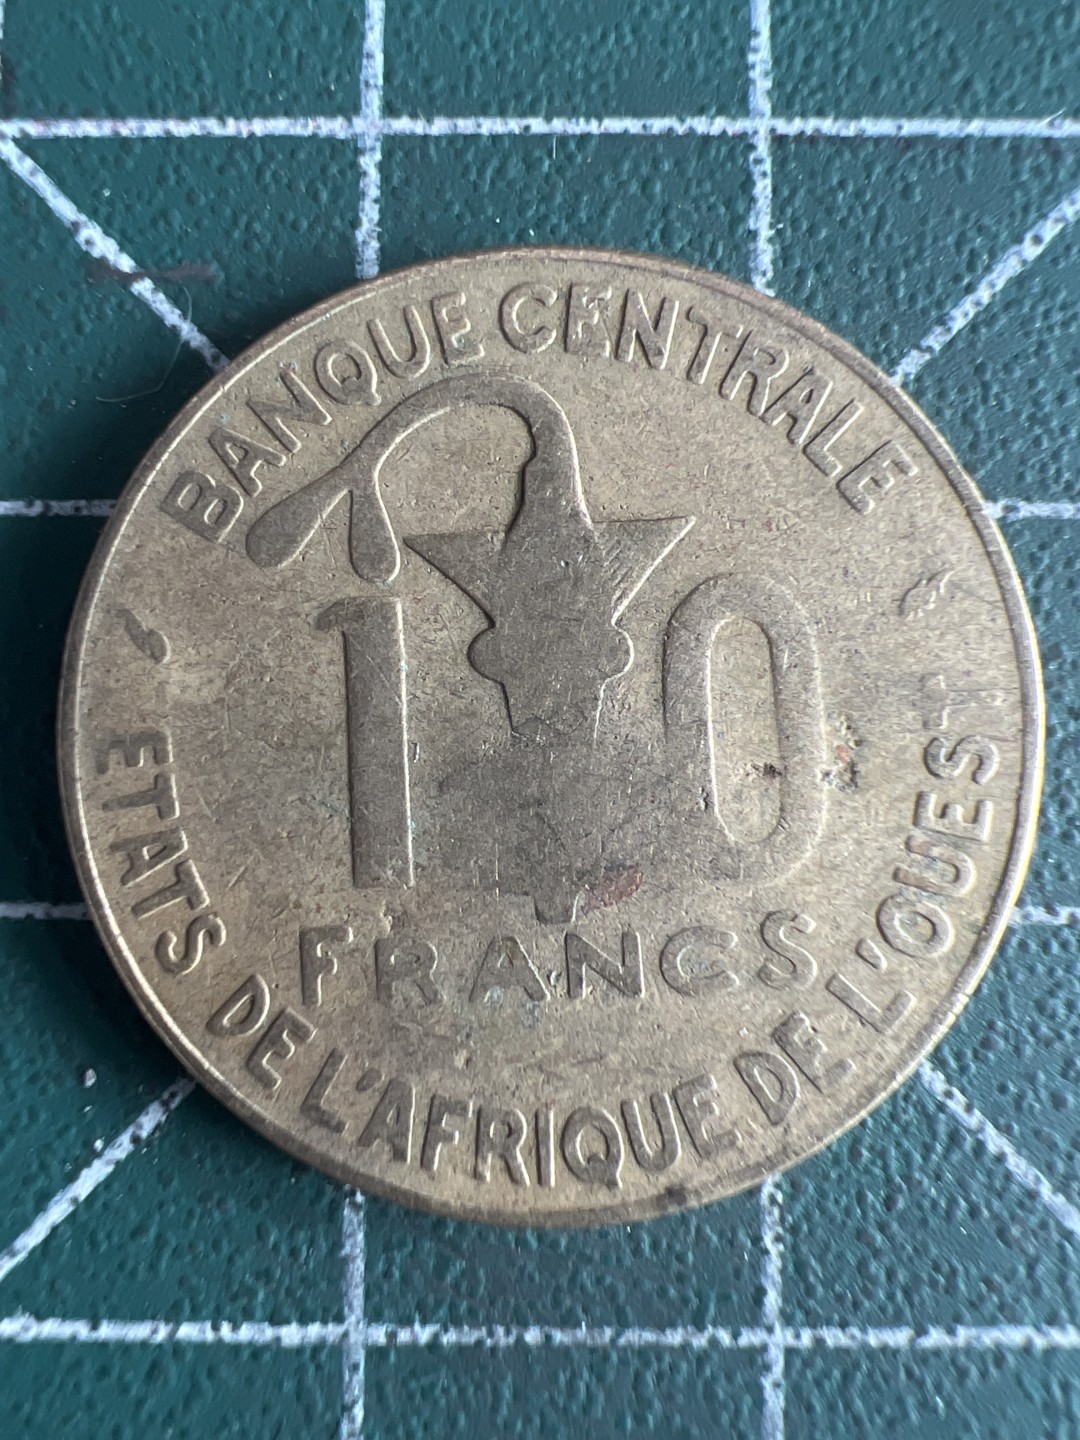 BANQUE CENTRALE
10
FRANCS
ETATS DE L'AFRIQUE DE L'OUEST